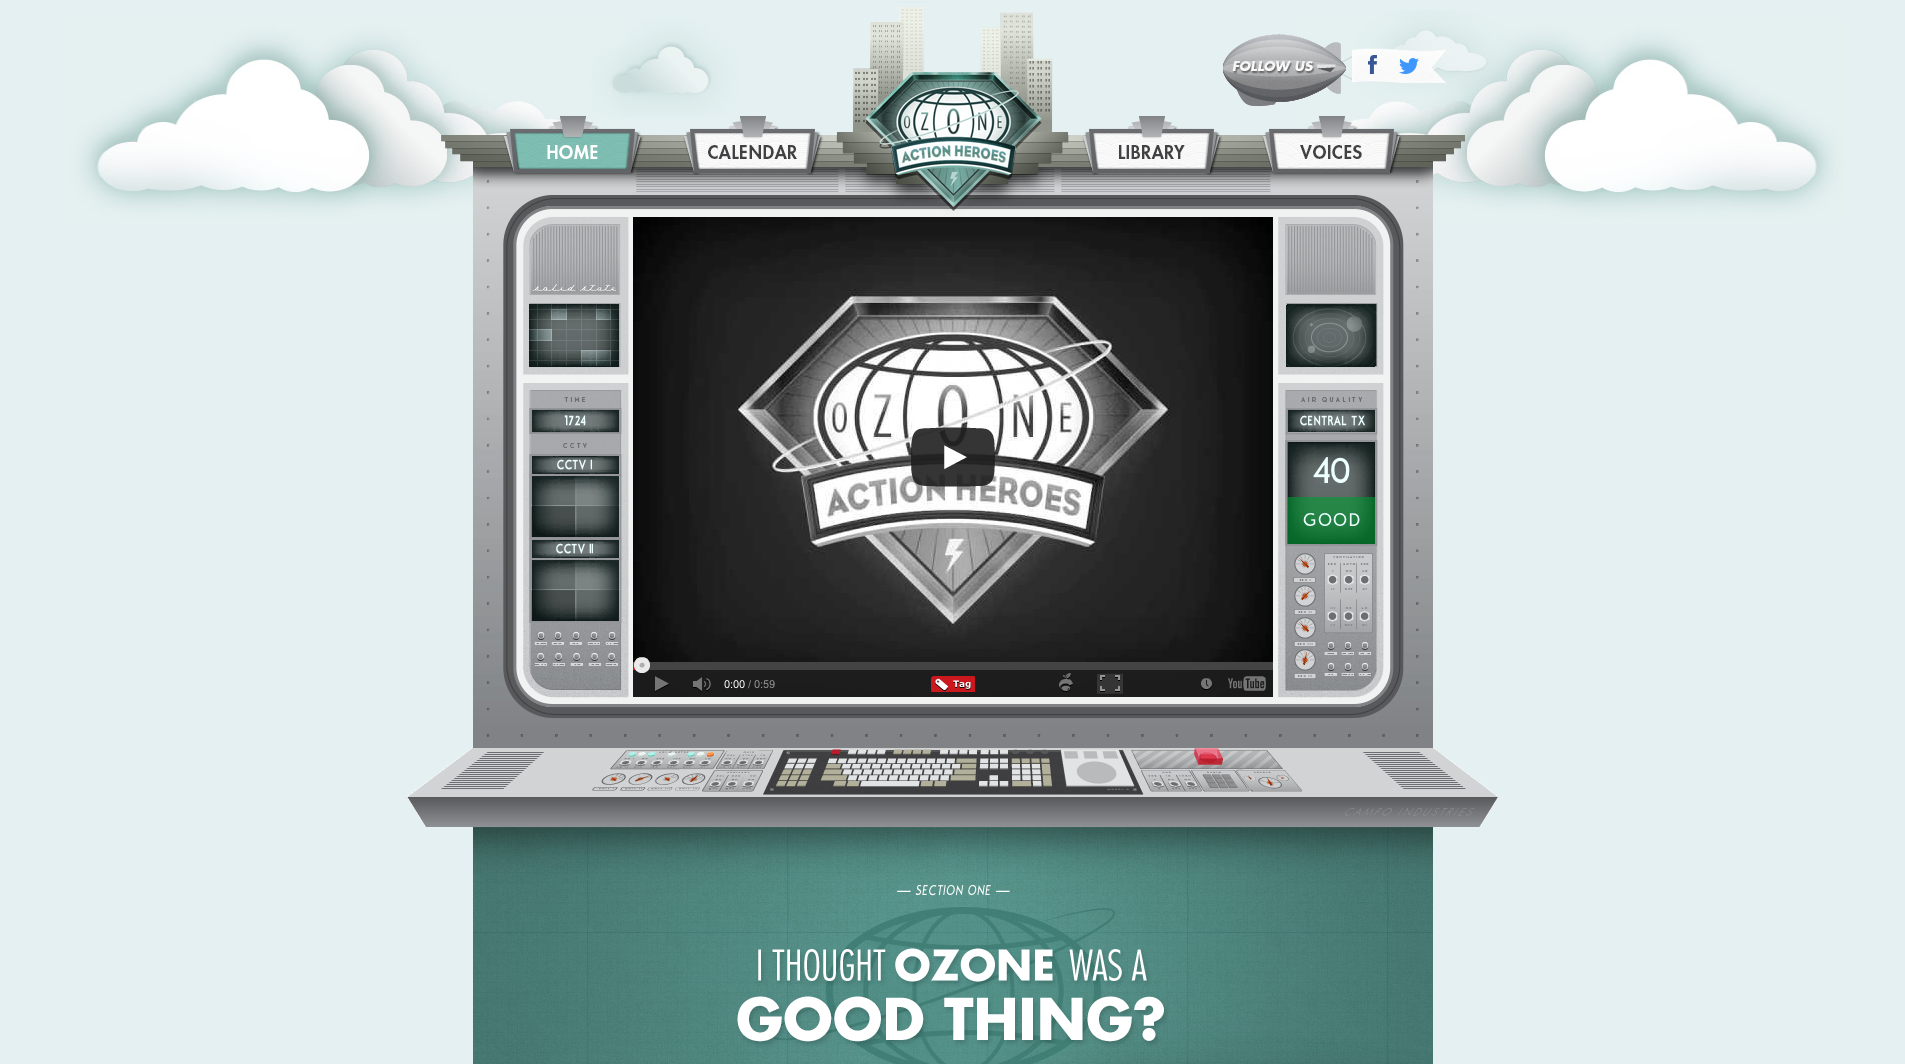 FOLLOW US
OZONE
ACTION HEROES
HOME
CALENDAR
LIBRARY
VOICES
solid state
TIME
1724
CCTV
CCTV I
CCTV II
OZONE
ACTION HEROES
AIR QUALITY
CENTRAL TX
40
GOOD
0:00 / 0:59
Tag
YouTube
CAMPO INDUSTRIES
— SECTION ONE —
I THOUGHT OZONE WAS A
GOOD THING?